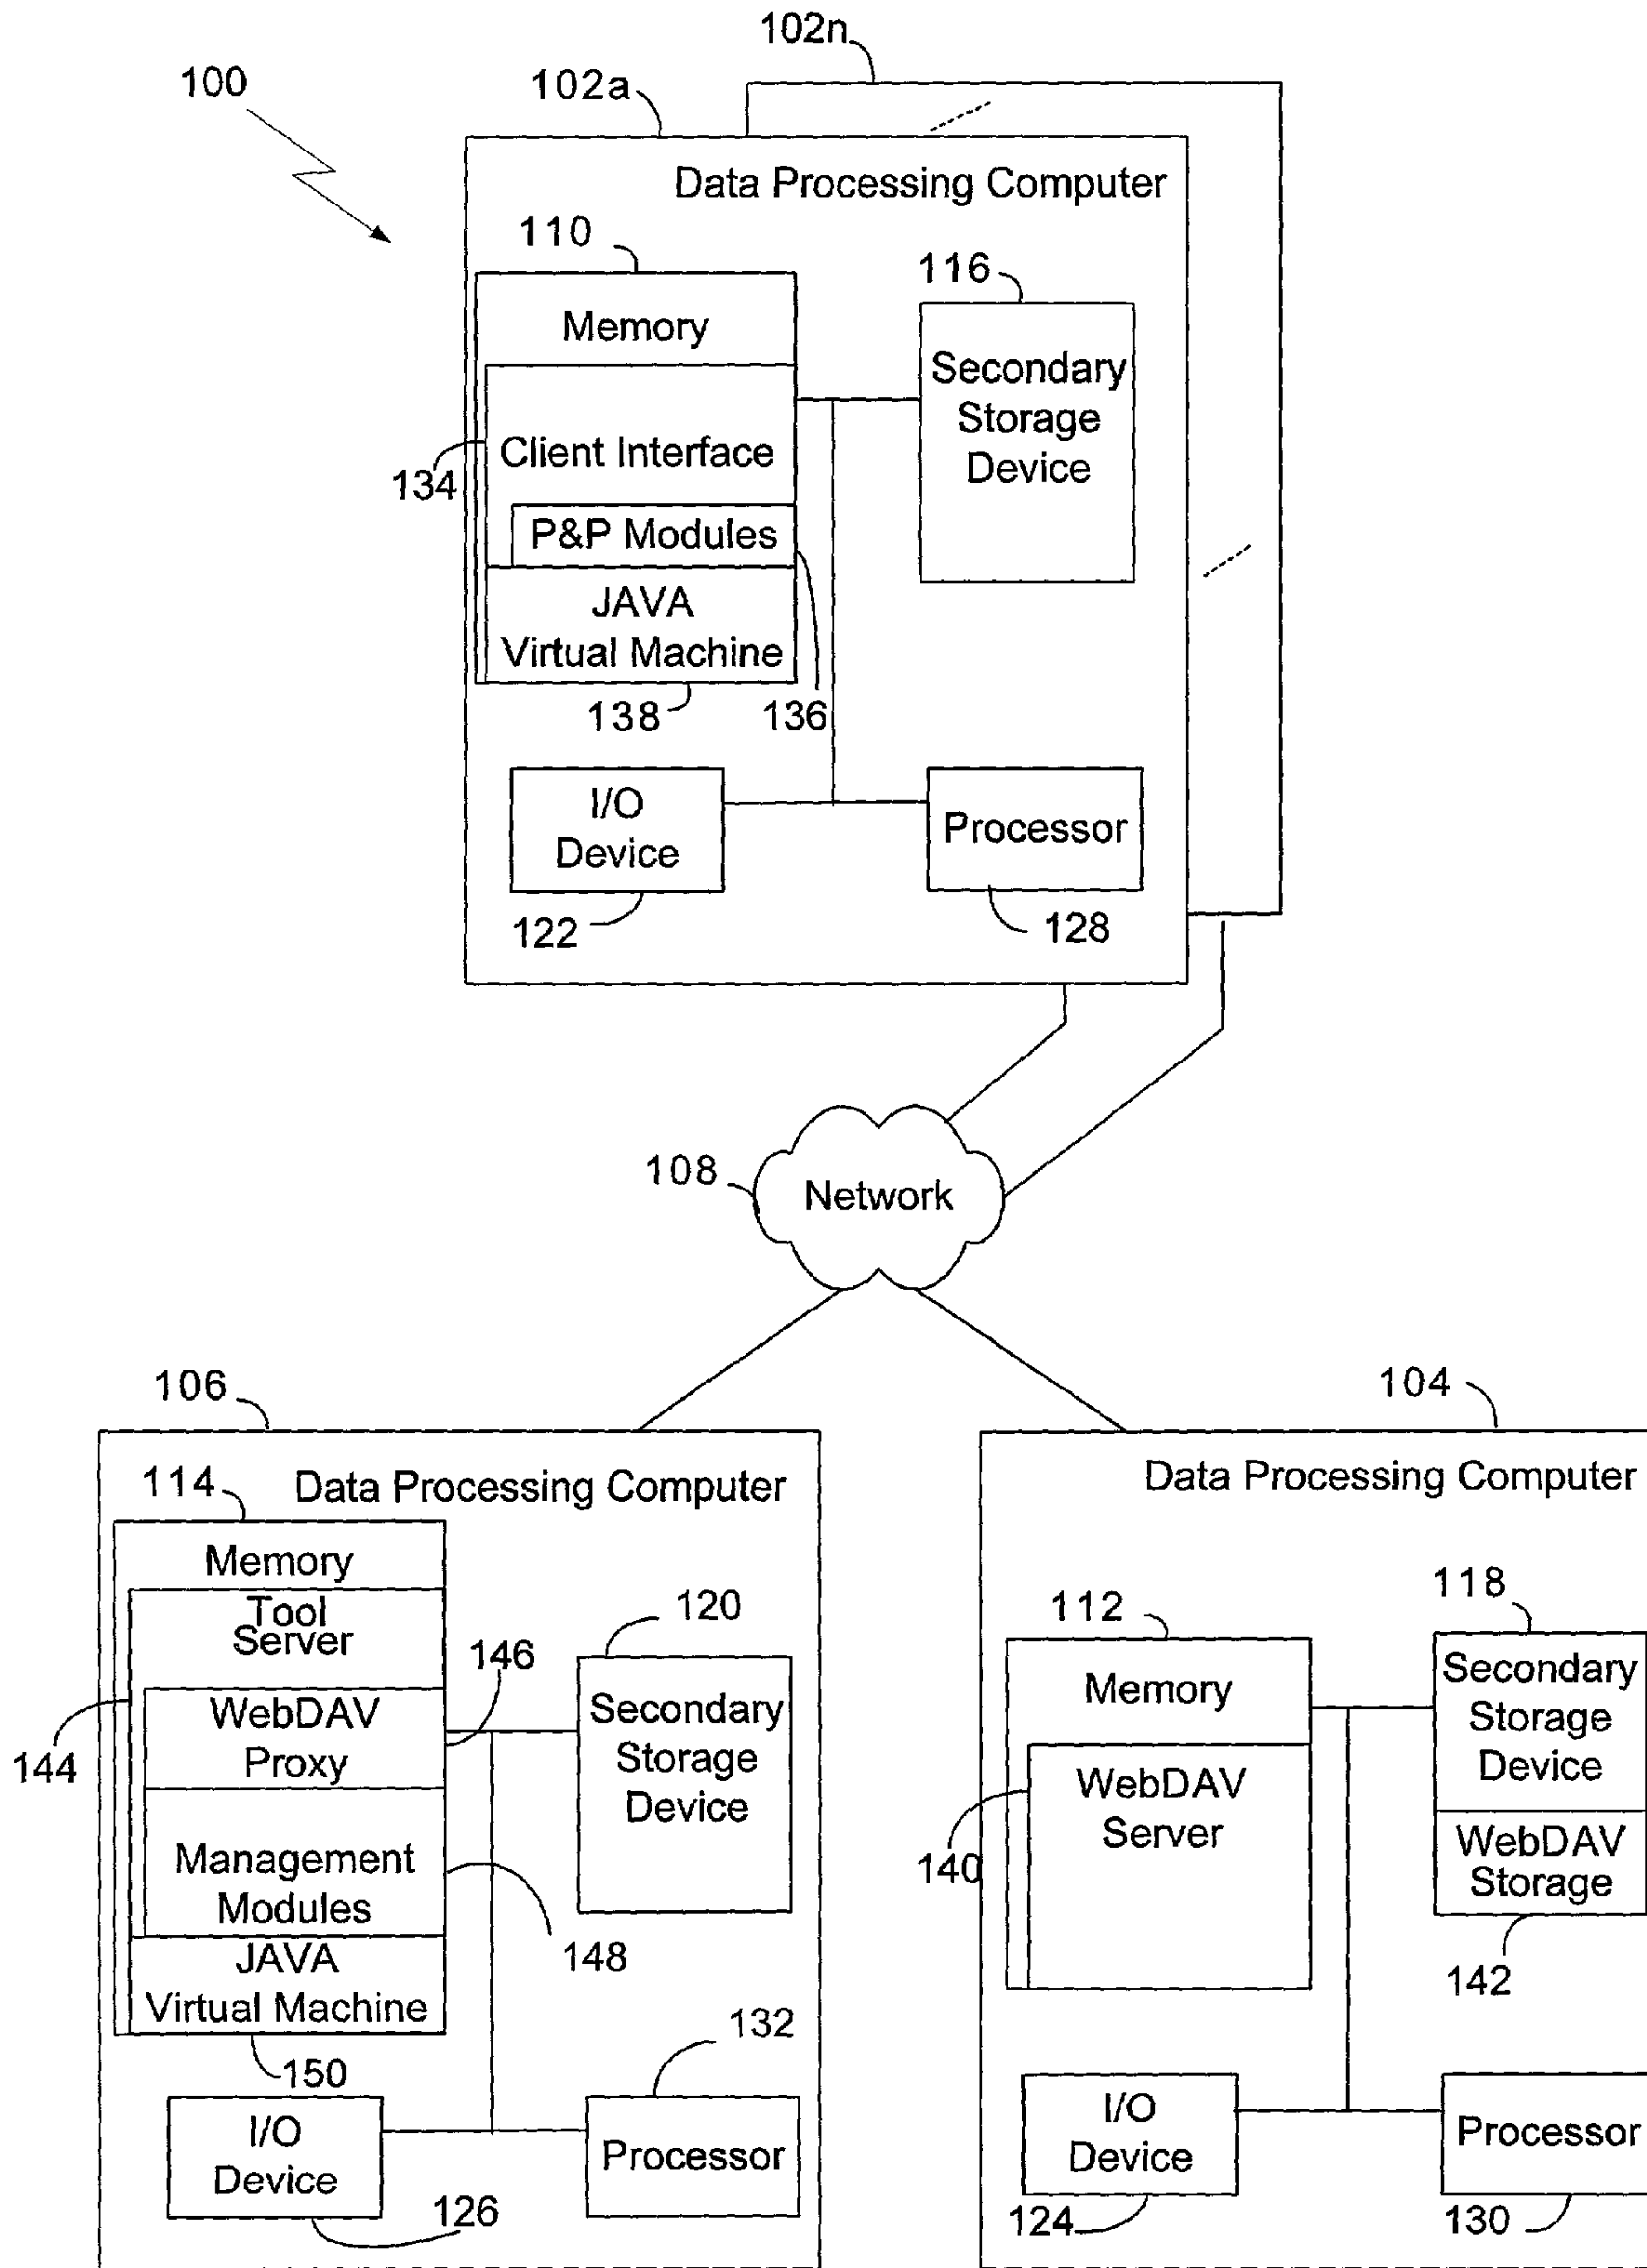 102n
100
102a
Data Processing Computer
110
116
Memory
Secondary
Storage
Device
Client Interface
134
P&P Modules
JAVA
Virtual Machine
138
136
I/O
Device
Processor
122
128
108
Network
106
104
114
Data Processing Computer
Data Processing Computer
Memory
Tool
Server
120
112
118
146
WebDAV
Proxy
144
Secondary
Storage
Device
Memory
Secondary
Storage
Device
WebDAV
Server
140
WebDAV
Storage
Management
Modules
148
142
JAVA
Virtual Machine
150
132
I/O
Device
Processor
I/O
Device
Processor
126
124
130